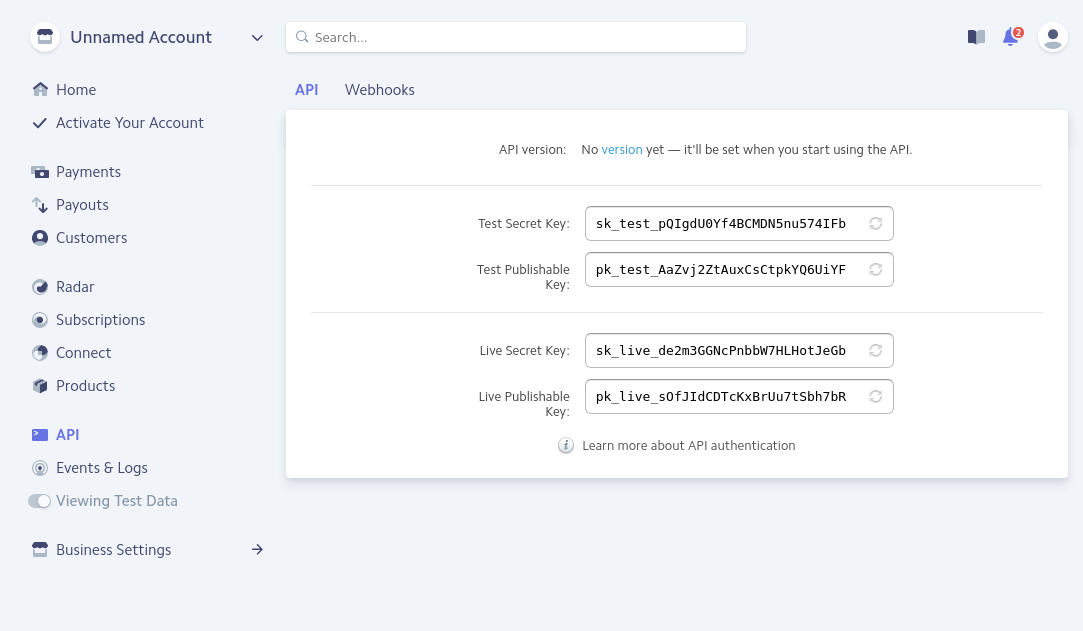 Unnamed Account
Search...
2
Home
Activate Your Account
Payments
Payouts
Customers
Radar
Subscriptions
Connect
Products
API
Events & Logs
Viewing Test Data
Business Settings
API Webhooks
API version: No version yet — it'll be set when you start using the API.
Test Secret Key: sk_test_pQIgdU0Yf4BCMDN5nu574IFb
Test Publishable Key: pk_test_AaZvj2ZtAuxCsCtpkYQ6UiYF
Live Secret Key: sk_live_de2m3GGNcPnbbW7HLHotJeGb
Live Publishable Key: pk_live_sOfJIdCDTcKxBrUu7tSbh7bR
Learn more about API authentication